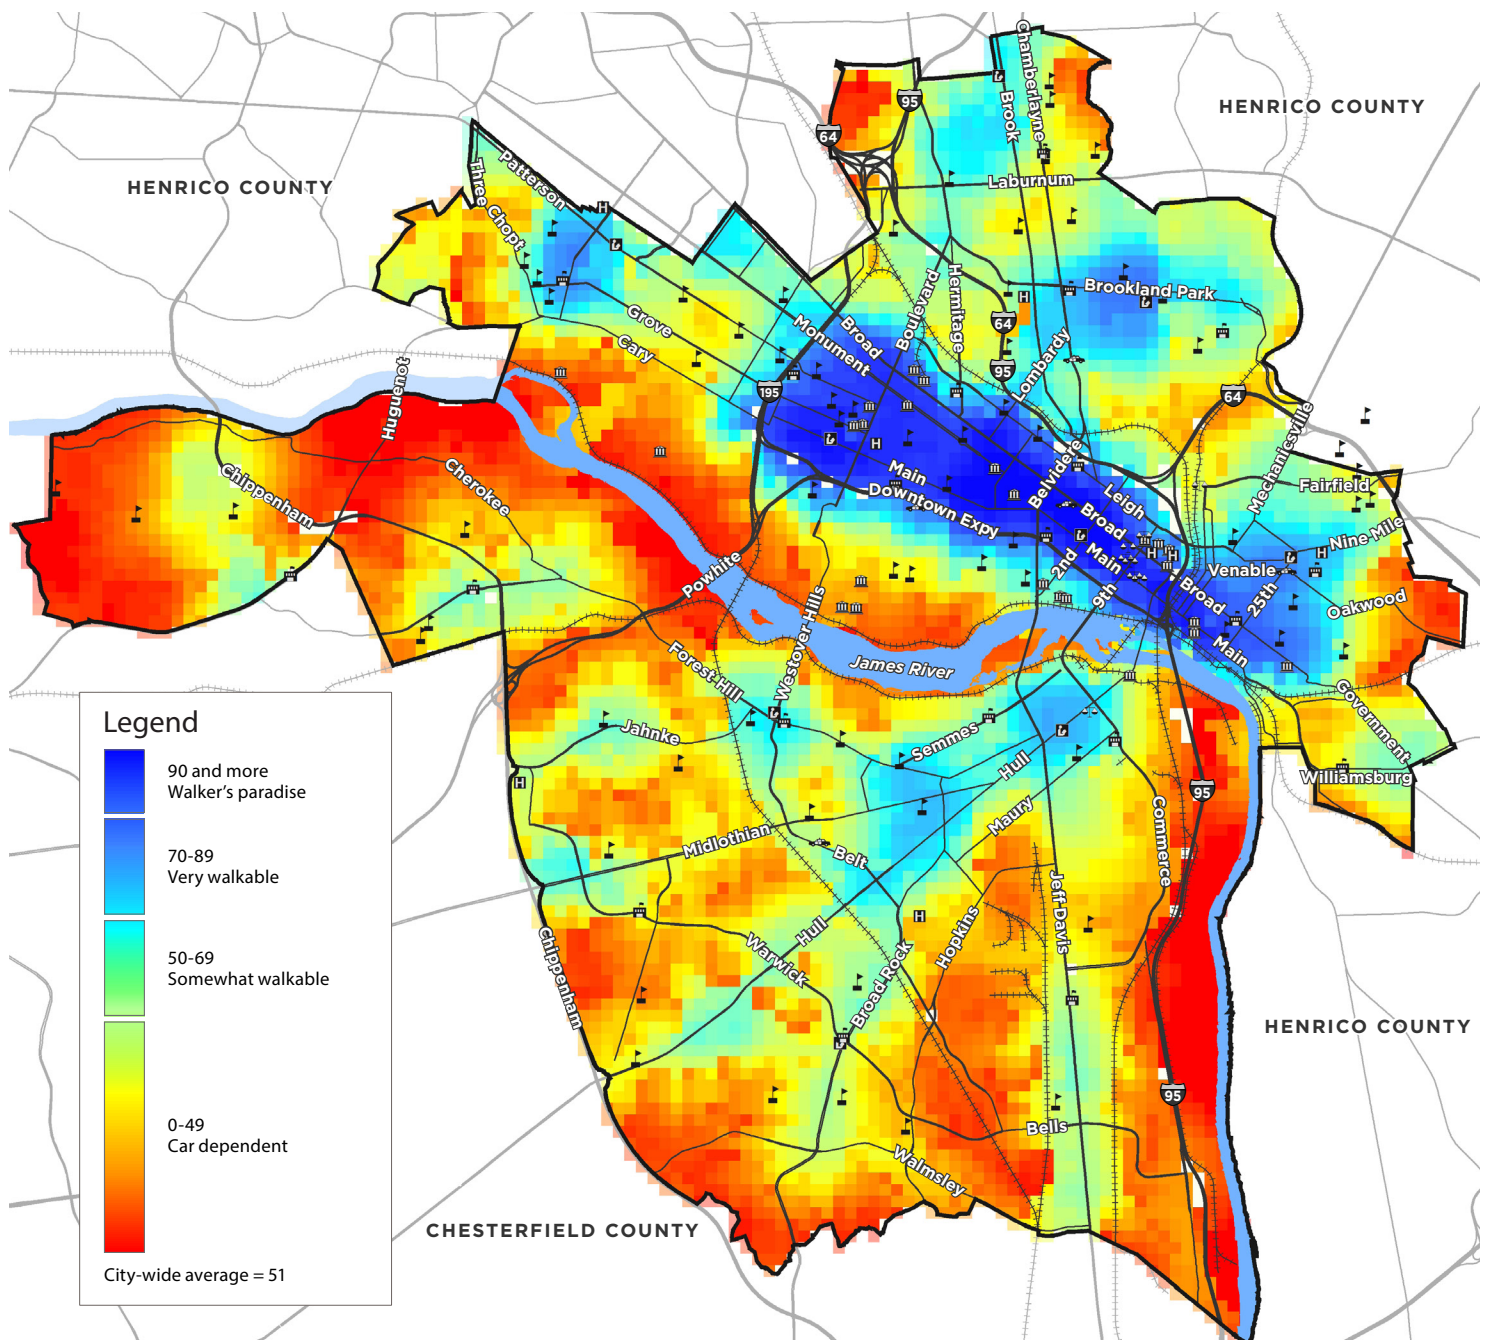 HENRICO COUNTY
HENRICO COUNTY
Chamberlayne
Brook
95
64
Laburnum
Patterson
Three Chopt
H
Brookland Park
Boulevard
Hermitage
H
64
95
Grove
Cary
Monument
Broad
Lombardy
195
64
Huguenot
Mechanicsville
Chippenham
Cherokee
H
Main
Downtown Expy
Belvidere
Leigh
Broad
Main
Fairfield
Nine Mile
H
H
H
Venable
2nd
9th
Broad
25th
Oakwood
Main
Powhite
Westover Hills
James River
Forest Hill
Government
Jahnke
Semmes
Hull
Williamsburg
H
95
Maury
Commerce
Midlothian
Belt
Jeff Davis
H
Hopkins
Hull
Warwick
Broad Rock
Chippenham
HENRICO COUNTY
95
Bells
Walmsley
CHESTERFIELD COUNTY
Legend
90 and more
Walker's paradise
70-89
Very walkable
50-69
Somewhat walkable
0-49
Car dependent
City-wide average = 51